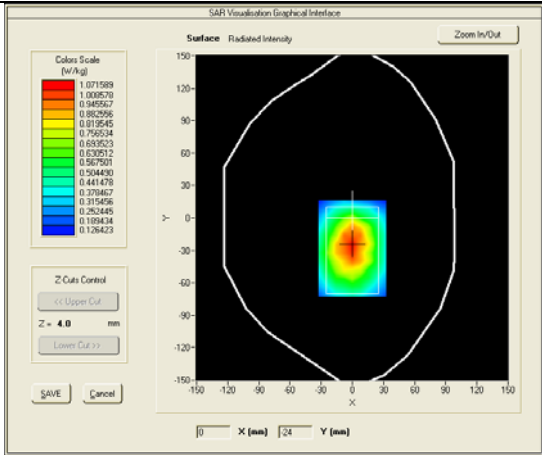 SAR Visualisation Graphical Interface
Surface Radiated Intensity
Zoom In/Out
Colors Scale
(W/kg)
1.071589
1.008578
0.945567
0.882556
0.819545
0.756534
0.693523
0.630512
0.567501
0.504490
0.441478
0.378467
0.315456
0.252445
0.189434
0.126423
Z-Cuts Control
<< Upper Cut
Z = 4.0 mm
Lower Cut >>
SAVE Cancel
150-
120-
90-
60-
30-
0-
-30-
-60-
-90-
-120-
-150-
Y
-150 -120 -90 -60 -30 0 30 60 90 120 150
X
0 X (mm) -24 Y (mm)